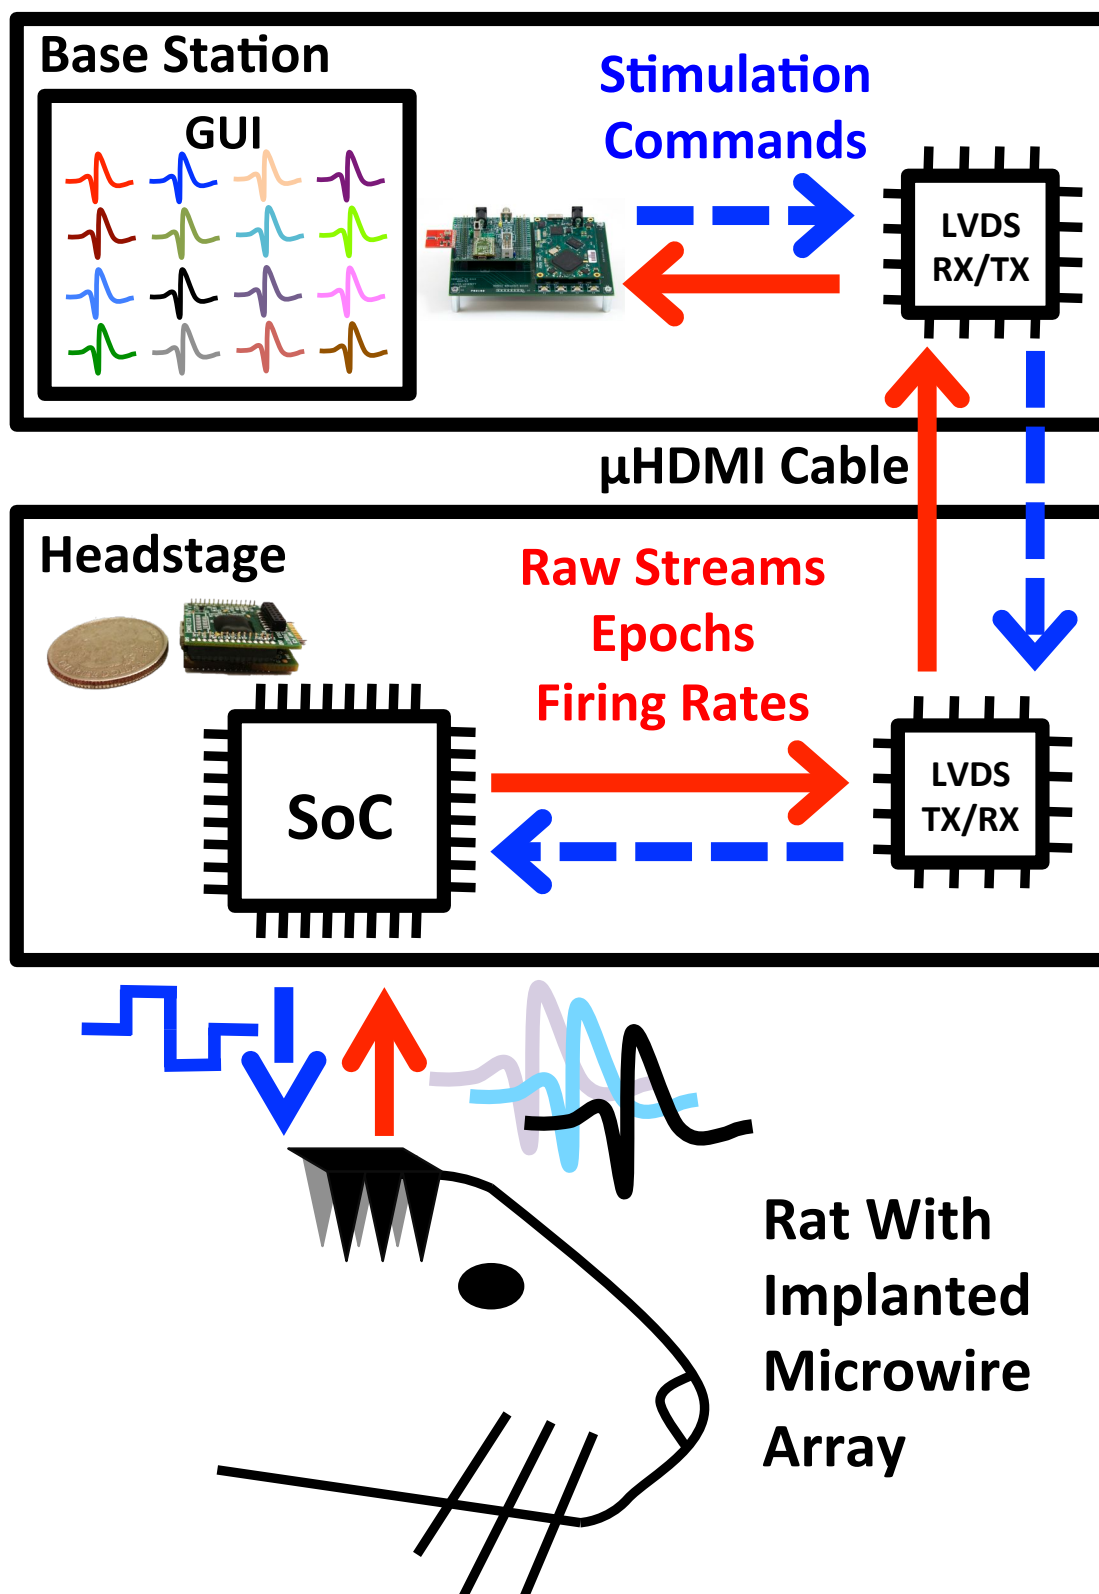 Base Station
GUI
Stimulation
Commands
LVDS
RX/TX
µHDMI Cable
Headstage
Raw Streams
Epochs
Firing Rates
SoC
LVDS
TX/RX
Rat With
Implanted
Microwire
Array